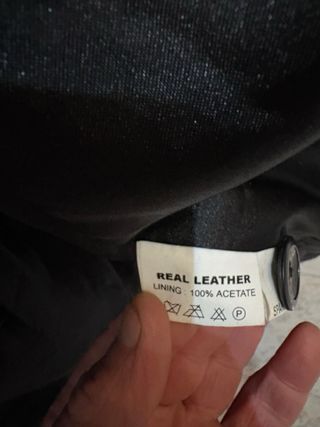 REAL LEATHER
LINING : 100% ACETATE
P